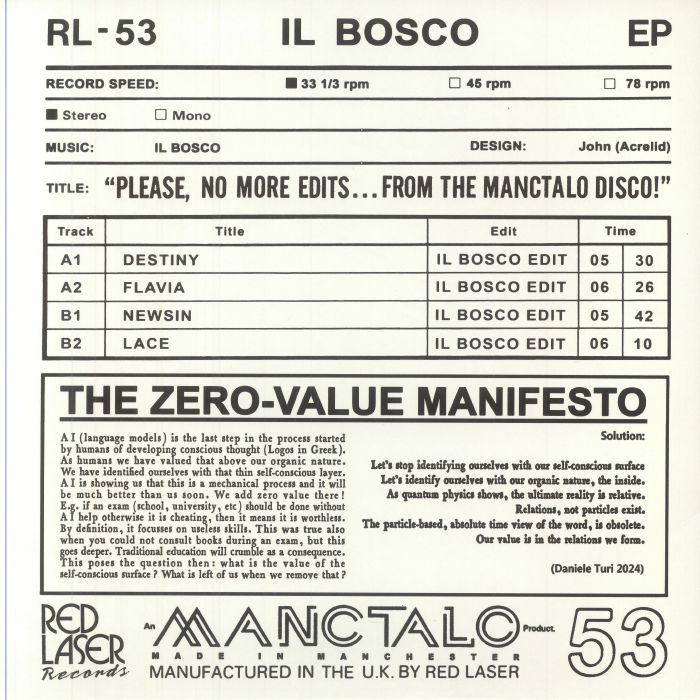 RL-53 IL BOSCO EP
RECORD SPEED: 33 1/3 rpm 45 rpm 78 rpm
Stereo Mono
MUSIC: IL BOSCO DESIGN: John (Acrelid)
TITLE: “PLEASE, NO MORE EDITS...FROM THE MANCTALO DISCO!”
Track Title Edit Time
A1 DESTINY IL BOSCO EDIT 05 30
A2 FLAVIA IL BOSCO EDIT 06 26
B1 NEWSIN IL BOSCO EDIT 05 42
B2 LACE IL BOSCO EDIT 06 10
THE ZERO-VALUE MANIFESTO
A I (language models) is the last step in the process started
by humans of developing conscious thought (Logos in Greek).
As humans we have valued that above our organic nature.
We have identified ourselves with that thin self-conscious layer.
A I is showing us that this is a mechanical process and it will
be much better than us soon. We add zero value there !
E.g. if an exam (school, university, etc) should be done without
A I help otherwise it is cheating, then it means it is worthless.
By definition, it focuses on useless skills. This was true also
when you could not consult books during an exam, but this
goes deeper. Traditional education will crumble as a consequence.
This poses the question then : what is the value of the
self-conscious surface ? What is left of us when we remove that ?
Solution:
Let's stop identifying ourselves with our self-conscious surface
Let's identify ourselves with our organic nature, the inside.
As quantum physics shows, the ultimate reality is relative.
Relations, not particles exist.
The particle-based, absolute time view of the word, is obsolete.
Our value is in the relations we form.
(Daniele Turi 2024)
RED
LASER
Records
An MANCTALO Product.
MADE IN MANCHESTER
MANUFACTURED IN THE U.K. BY RED LASER
53